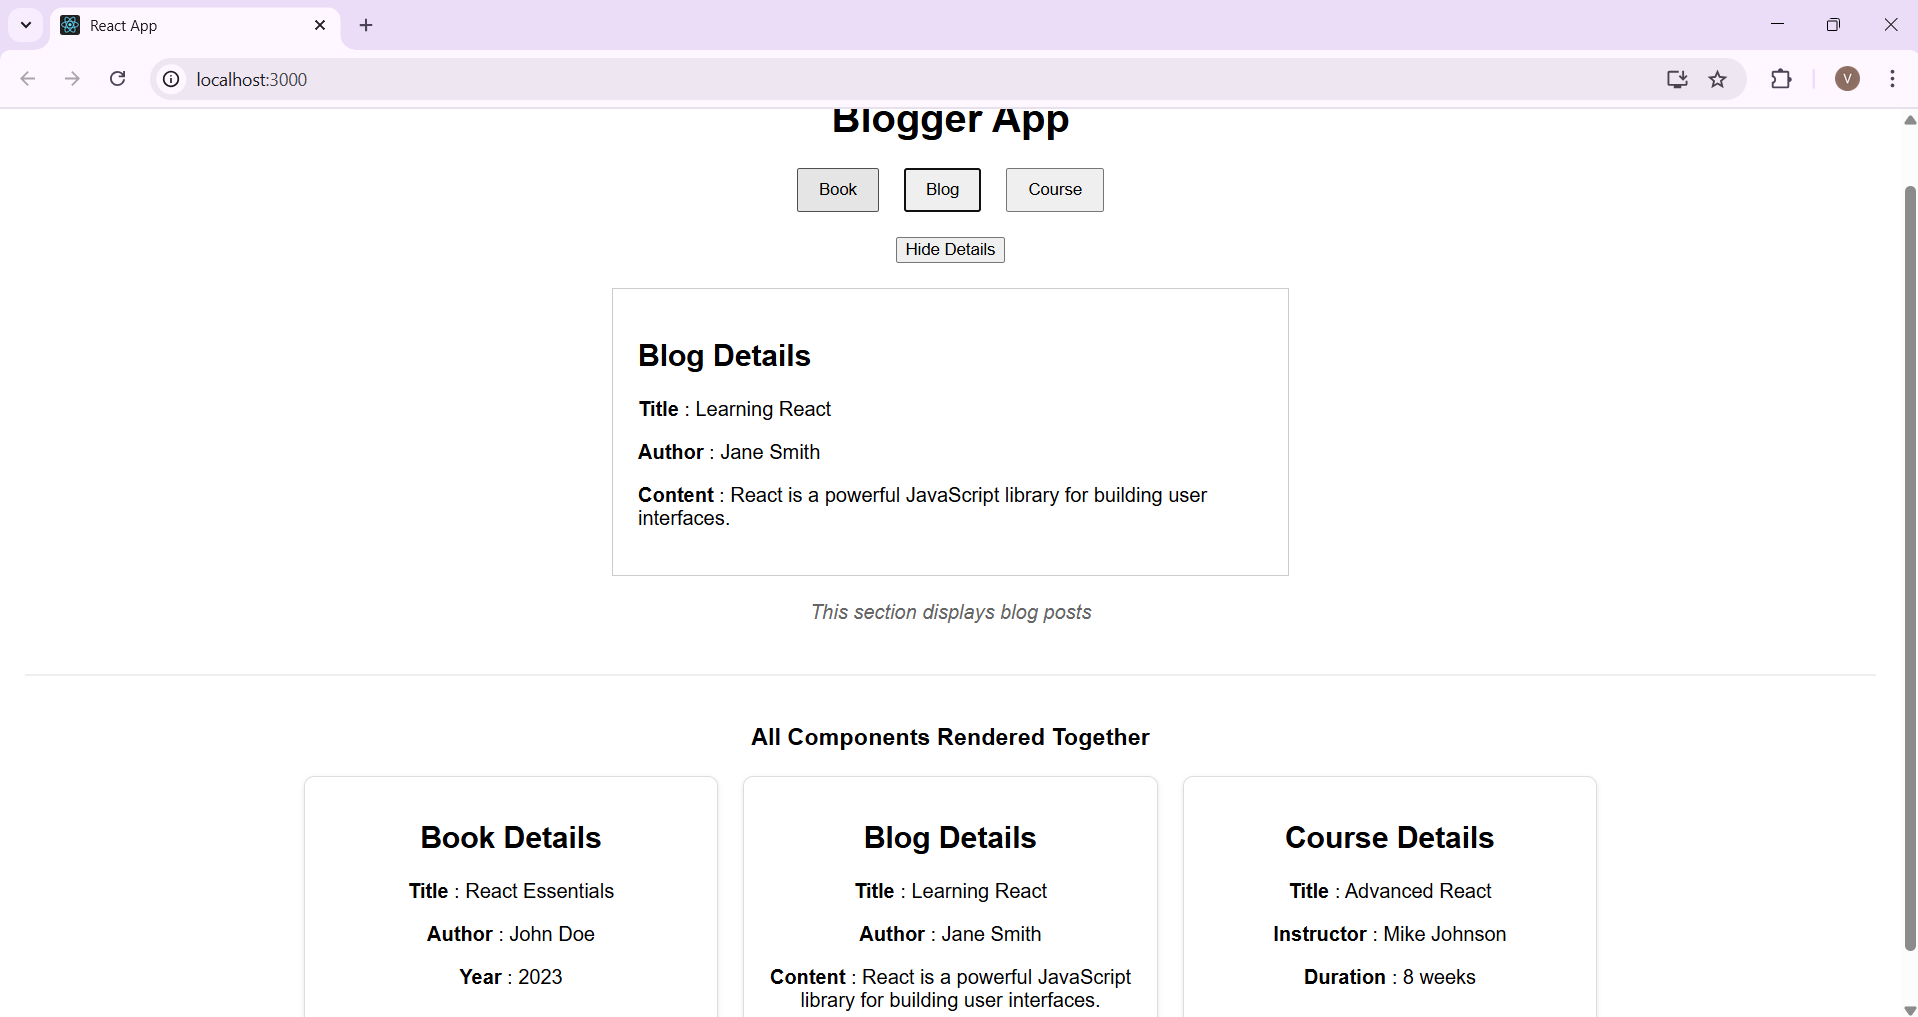 React App
localhost:3000
V
Blogger App
Book Blog Course
Hide Details
Blog Details
Title : Learning React
Author : Jane Smith
Content : React is a powerful JavaScript library for building user
interfaces.
This section displays blog posts
All Components Rendered Together
Book Details
Title : React Essentials
Author : John Doe
Year : 2023
Blog Details
Title : Learning React
Author : Jane Smith
Content : React is a powerful JavaScript
library for building user interfaces.
Course Details
Title : Advanced React
Instructor : Mike Johnson
Duration : 8 weeks